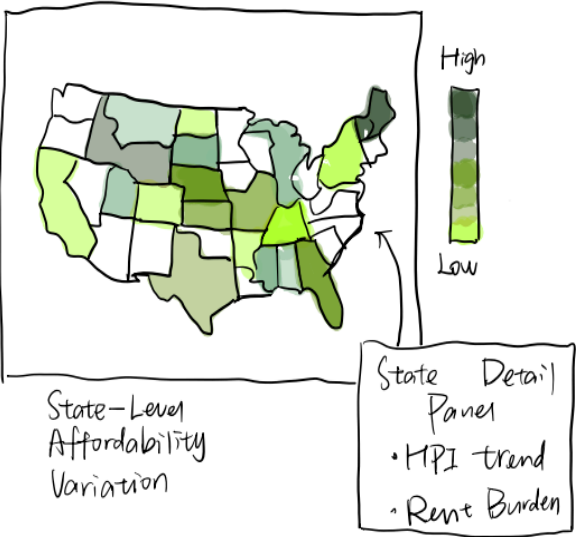 High
Low
State-Level
Affordability
Variation
State Detail
Panel
• HPI trend
• Rent Burden